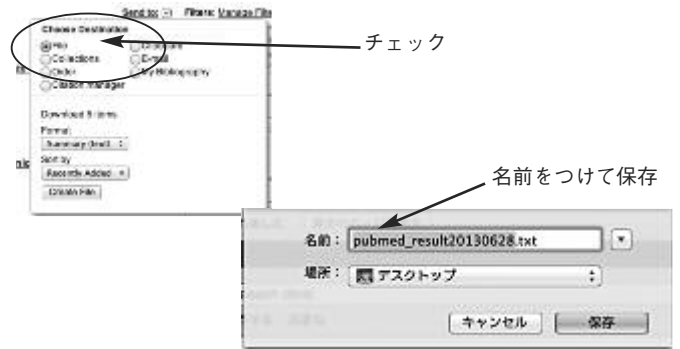 Send to: Filters: Manage Filte
Choose Destination
File Clipboard
Collections E-mail
Order My Bibliography
Citation manager
Download 5 items.
Format
Summary (text)
Sort by
Recently Added
Create File
チェック
名前をつけて保存
名前： pubmed_result20130628.txt
場所： デスクトップ
キャンセル 保存